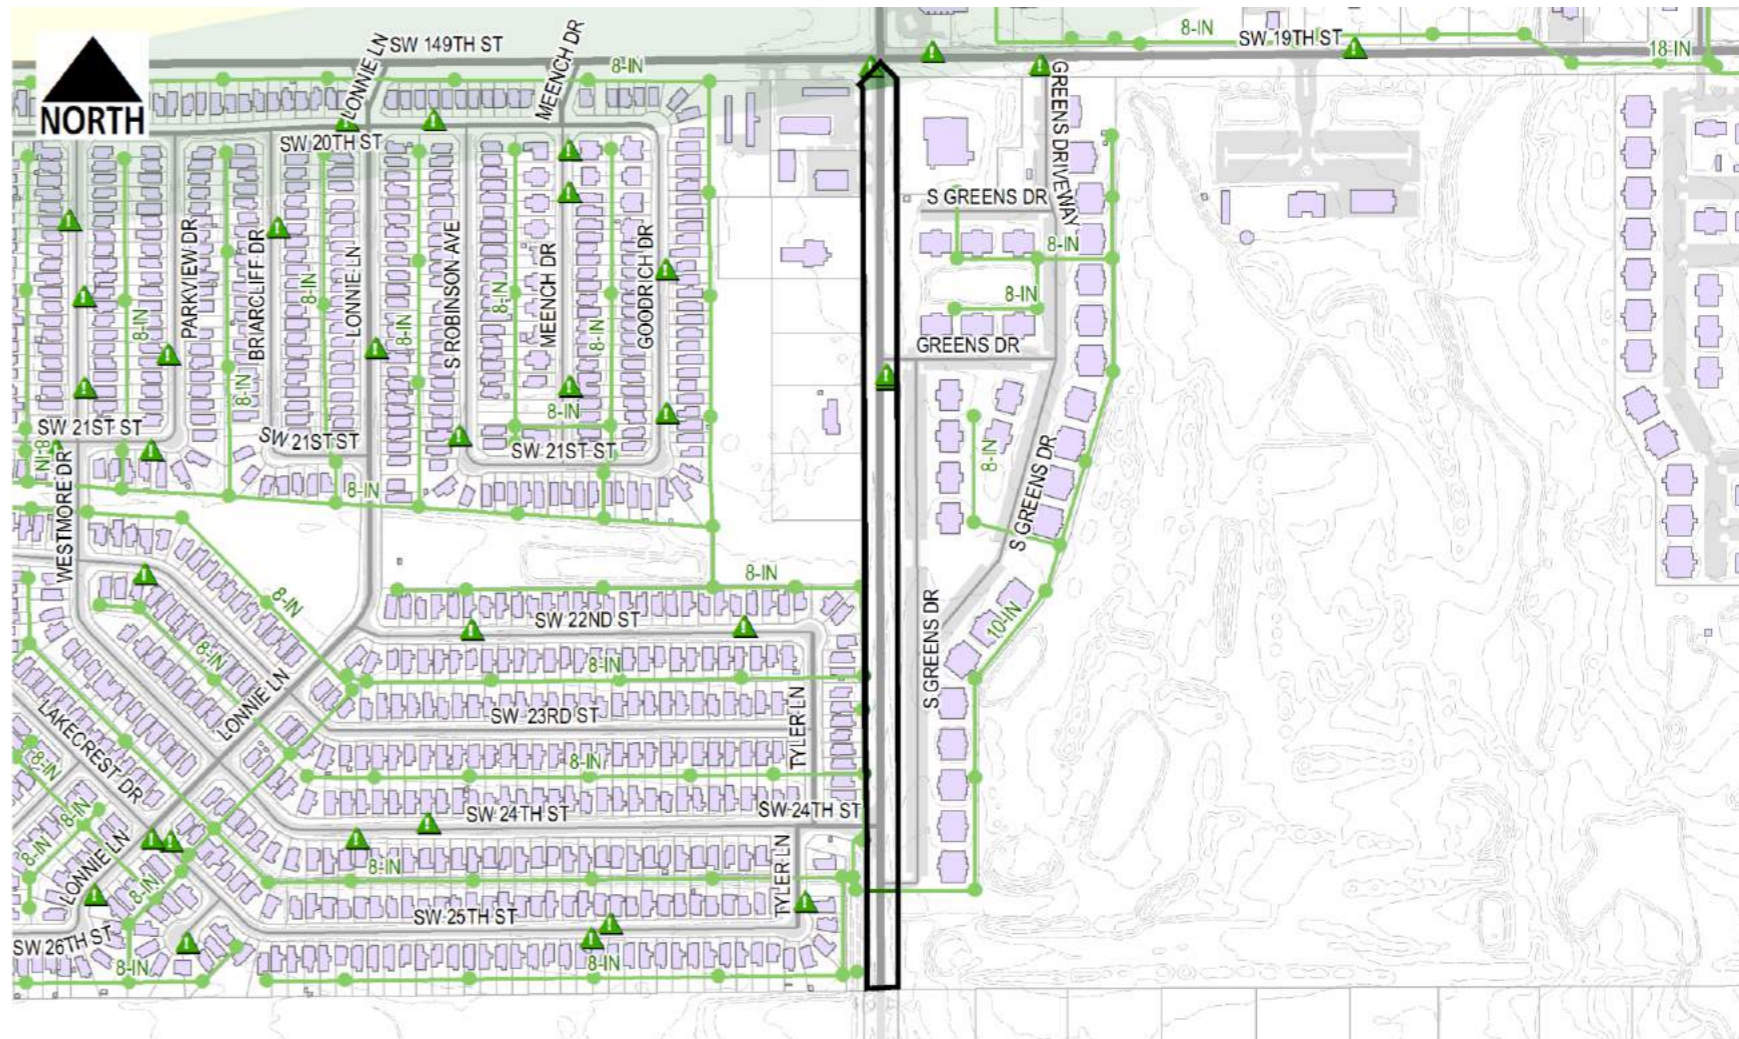 NORTH
SW 149TH ST
LONNIE LN
MEENCH DR
8-IN
8-IN
SW 19TH ST
18-IN
SW 20TH ST
GREENS DRIVEWAY
S GREENS DR
8-IN
8-IN
GREENS DR
PARKVIEW DR
BRIARCLIFF DR
LONNIE LN
S ROBINSON AVE
MEENCH DR
GOODRICH DR
8-IN
8-IN
8-IN
8-IN
8-IN
8-IN
8-IN
SW 21ST ST
SW 21ST ST
SW 21ST ST
8-IN
8-IN
8-IN
WESTMORE DR
S GREENS DR
8-IN
8-IN
SW 22ND ST
S GREENS DR
10-IN
8-IN
8-IN
LONNIE LN
SW 23RD ST
TYLER LN
LAKECREST DR
8-IN
8-IN
8-IN
8-IN
SW 24TH ST
SW 24TH ST
LONNIE LN
8-IN
8-IN
TYLER LN
SW 25TH ST
SW 26TH ST
8-IN
8-IN